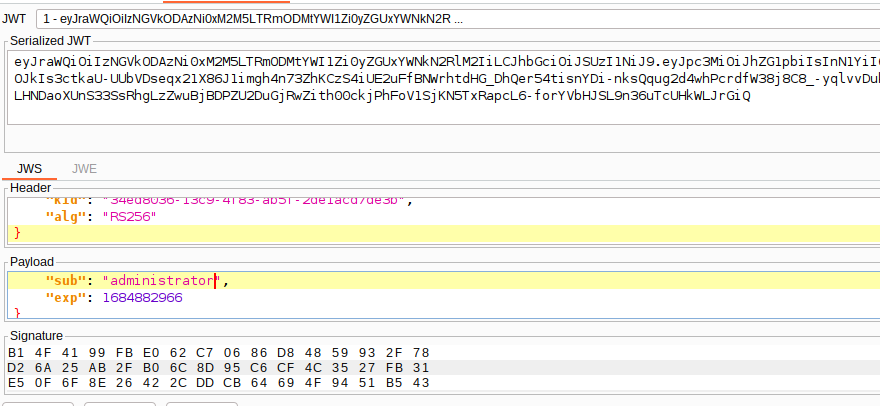 JWT 1 - eyJraWQiOiIzNGVkODAzNi0xM2M5LTRmODMtYWI1Zi0yZGUxYWNkN2R ...
Serialized JWT
eyJraWQiOiIzNGVkODAzNi0xM2M5LTRmODMtYWI1Zi0yZGUxYWNkN2RlM2IiLCJhbGciOiJSUzI1NiJ9.eyJpc3MiOiJhZG1pbiIsInN1YiI6
OJkIs3ctkaU-UUbVDseqx21X86J1imgh4n73ZhKCzS4iUE2uFfBNWrhtdHG_DhQer54tisnYDi-nksQqug2d4whPcrdfW38j8C8_-yqlvvDu
LHNDaoXUnS33SsRhgLzZwuBjBDPZU2DuGjRwZith00ckjPhFoV1SjKN5TxRapcL6-forYVbHJSL9n36uTcUHkWLJrGiQ
JWS JWE
Header
"kid": "34ed8036-13c9-4f83-ab5f-2de1acd7de3b",
"alg": "RS256"
}
Payload
"sub": "administrator",
"exp": 1684882966
}
Signature
B1 4F 41 99 FB E0 62 C7 06 86 D8 48 59 93 2F 78
D2 6A 25 AB 2F B0 6C 8D 95 C6 CF 4C 35 27 FB 31
E5 0F 6F 8E 26 42 2C DD CB 64 69 4F 94 51 B5 43